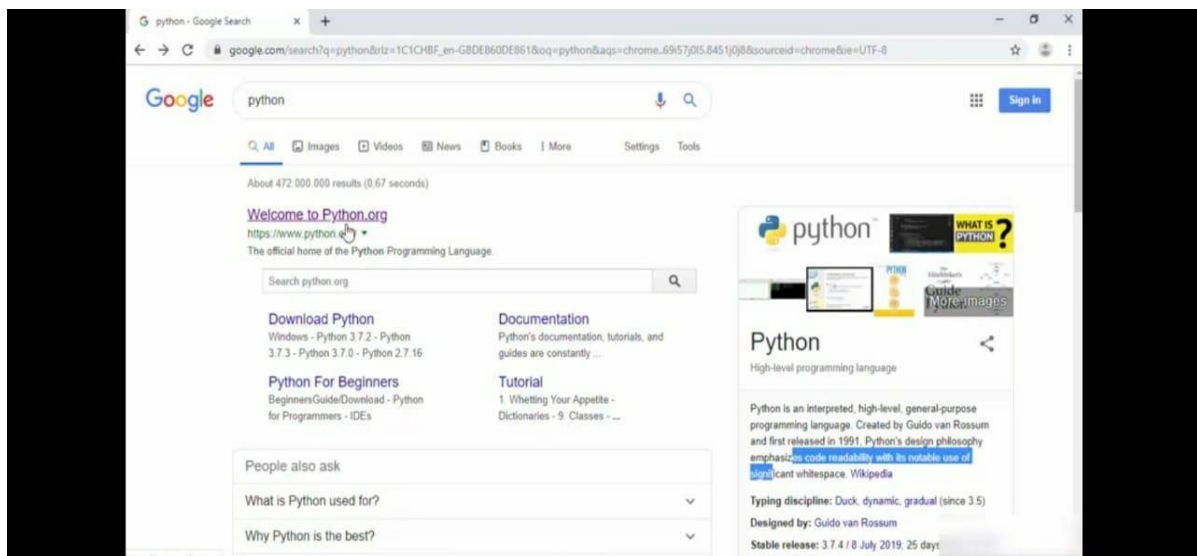 python - Google Search
google.com/search?q=python&rlz=1C1CHBF_en-GBDE860DE861&oq=python&aqs=chrome..69i57j0l5.8451j0j8&sourceid=chrome&ie=UTF-8
Google
python
Sign in
All Images Videos News Books More Settings Tools
About 472 000 000 results (0,67 seconds)
Welcome to Python.org
https://www.python.
The official home of the Python Programming Language.
Search python.org
Download Python
Windows - Python 3.7.2 - Python
3.7.3 - Python 3.7.0 - Python 2.7.16
Documentation
Python's documentation, tutorials, and
guides are constantly ...
Python For Beginners
BeginnersGuide/Download - Python
for Programmers - IDEs
Tutorial
1. Whetting Your Appetite -
Dictionaries - 9. Classes - ...
People also ask
What is Python used for?
Why Python is the best?
python
WHAT IS
PYTHON?
PYTHON
The
Hitchhiker's
Guide
More images
Python
High-level programming language
Python is an interpreted, high-level, general-purpose
programming language. Created by Guido van Rossum
and first released in 1991, Python's design philosophy
emphasizes code readability with its notable use of
significant whitespace. Wikipedia
Typing discipline: Duck, dynamic, gradual (since 3.5)
Designed by: Guido van Rossum
Stable release: 3.7.4 / 8 July 2019; 25 days